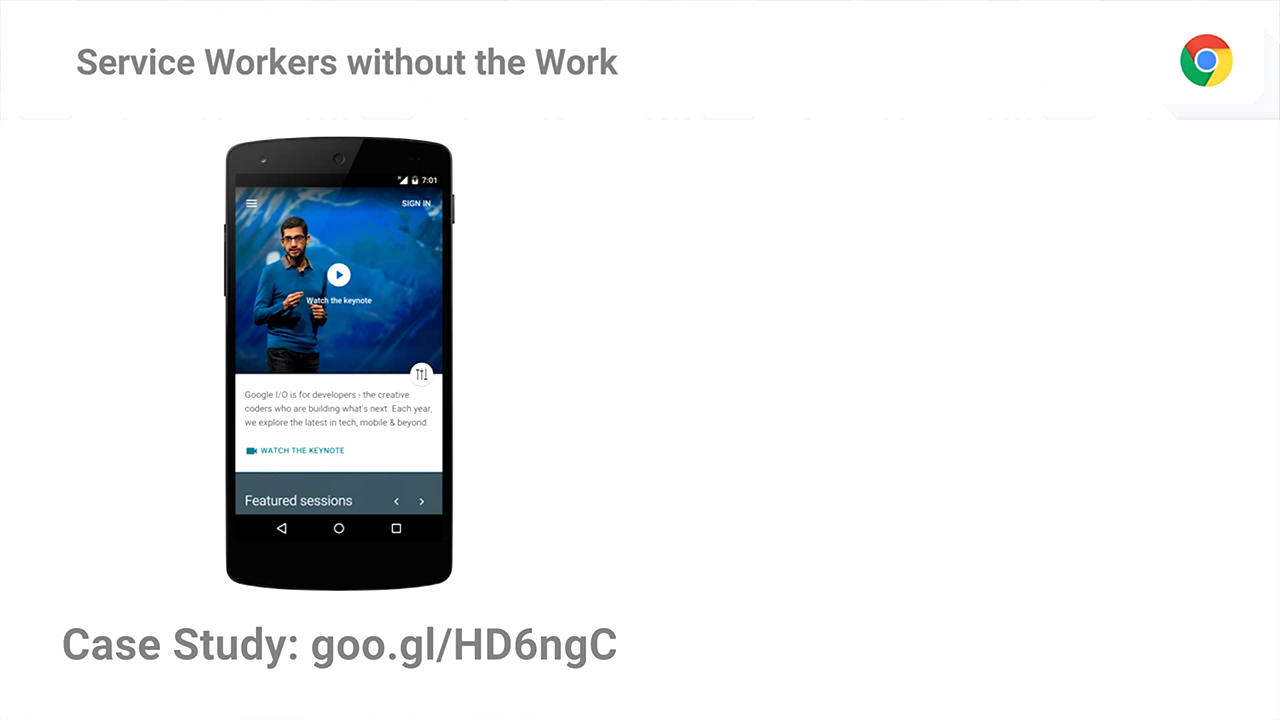 Service Workers without the Work
7:01
SIGN IN
Watch the keynote
Google I/O is for developers - the creative
coders who are building what's next. Each year,
we explore the latest in tech, mobile & beyond.
WATCH THE KEYNOTE
Featured sessions
Case Study: goo.gl/HD6ngC